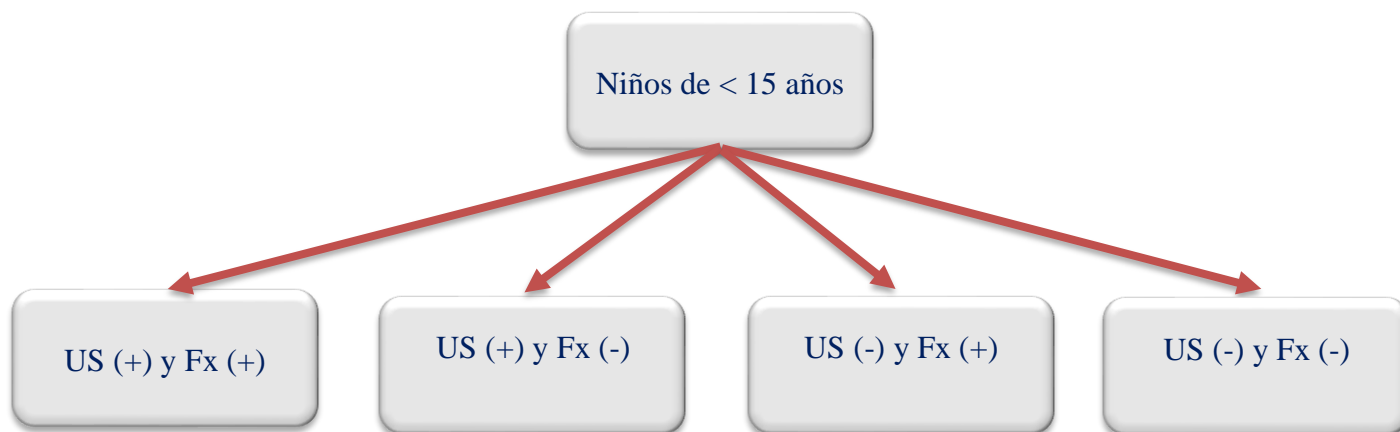 Niños de < 15 años
US (+) y Fx (+)
US (+) y Fx (-)
US (-) y Fx (+)
US (-) y Fx (-)